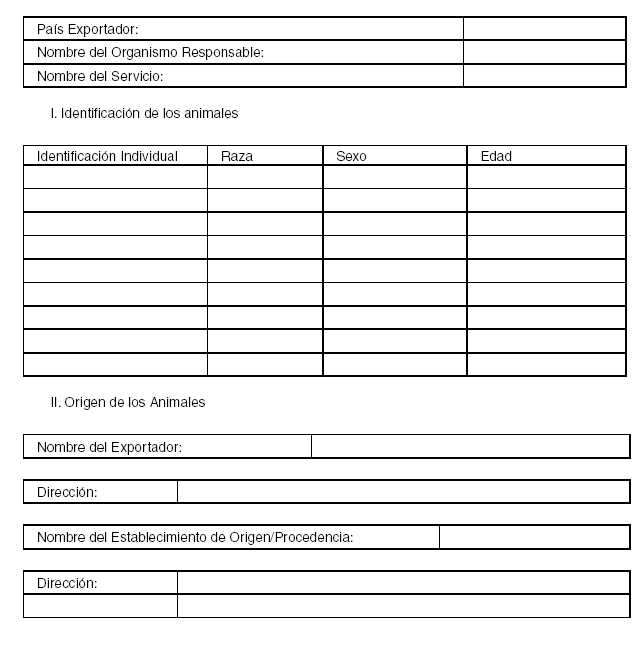 País Exportador:
Nombre del Organismo Responsable:
Nombre del Servicio:
I. Identificación de los animales
Identificación Individual Raza Sexo Edad
II. Origen de los Animales
Nombre del Exportador:
Dirección:
Nombre del Establecimiento de Origen/Procedencia:
Dirección: